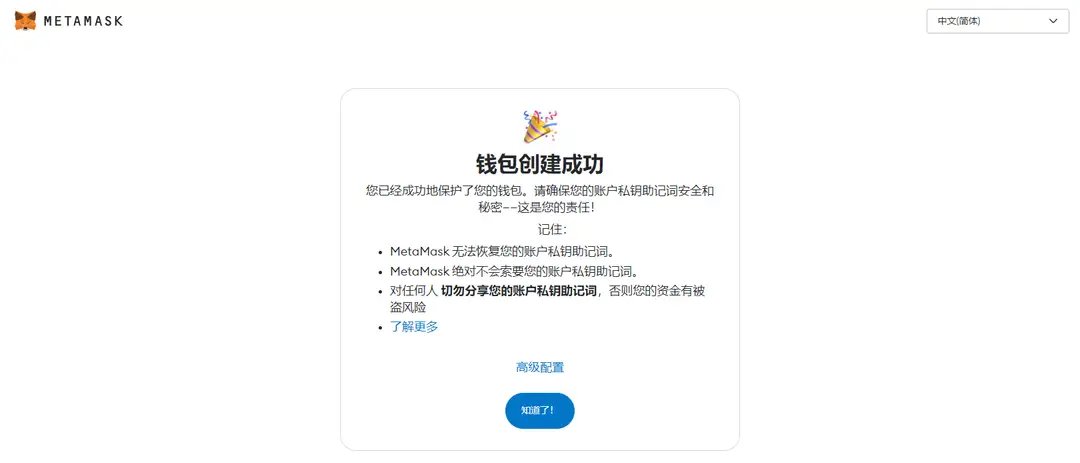 METAMASK
中文(简体)
钱包创建成功
您已经成功地保护了您的钱包。请确保您的账户私钥助记词安全和
秘密——这是您的责任！
记住：
• MetaMask 无法恢复您的账户私钥助记词。
• MetaMask 绝对不会索要您的账户私钥助记词。
• 对任何人 切勿分享您的账户私钥助记词，否则您的资金有被
盗风险
• 了解更多
高级配置
知道了！